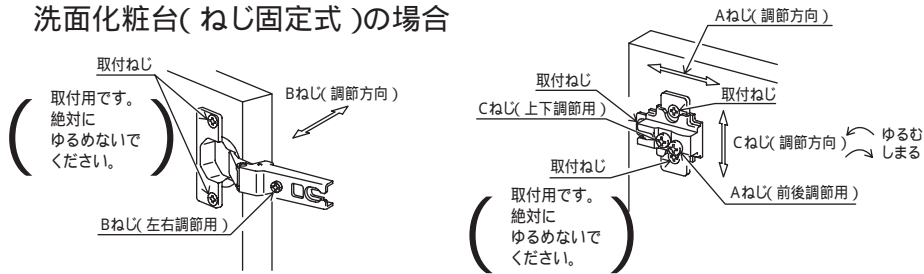 洗面化粧台(ねじ固定式)の場合
取付ねじ
取付用です。
絶対に
ゆるめないで
ください。
Bねじ(調節方向)
Bねじ(左右調節用)
Aねじ(調節方向)
取付ねじ
取付ねじ
Cねじ(上下調節用)
Cねじ(調節方向)
ゆるむ
しまる
取付ねじ
Aねじ(前後調節用)
取付用です。
絶対に
ゆるめないで
ください。